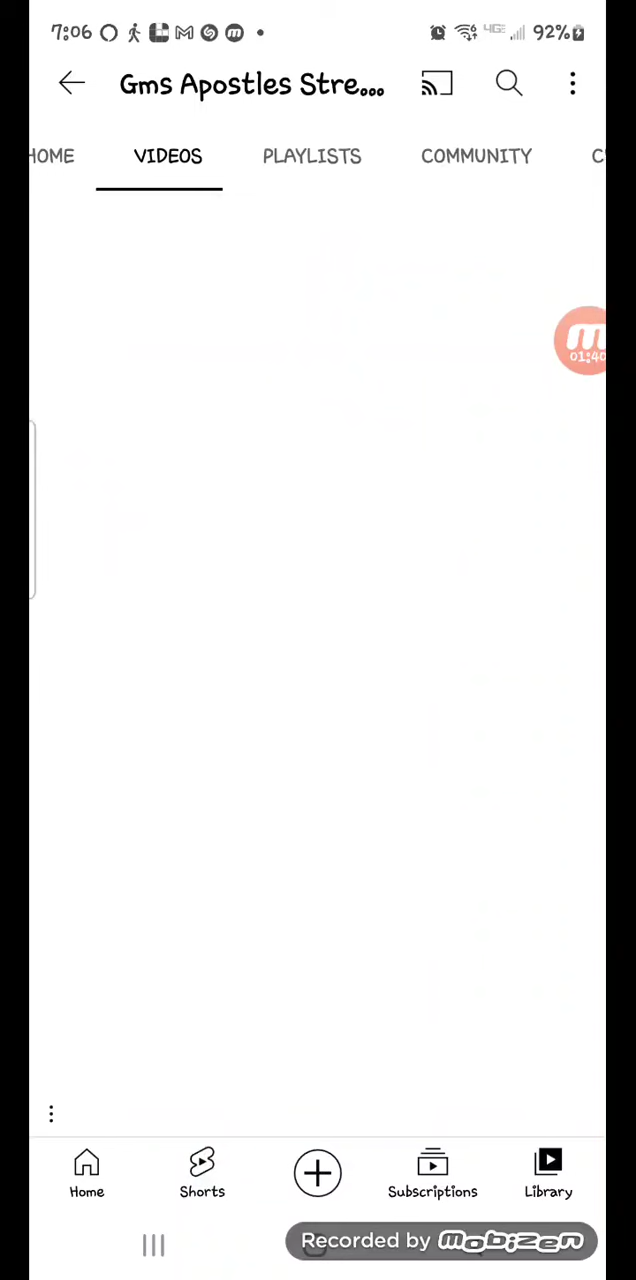 7:06 92%
Gms Apostles Stre...
HOME VIDEOS PLAYLISTS COMMUNITY
01:40
Home Shorts Subscriptions Library
Recorded by mobizen